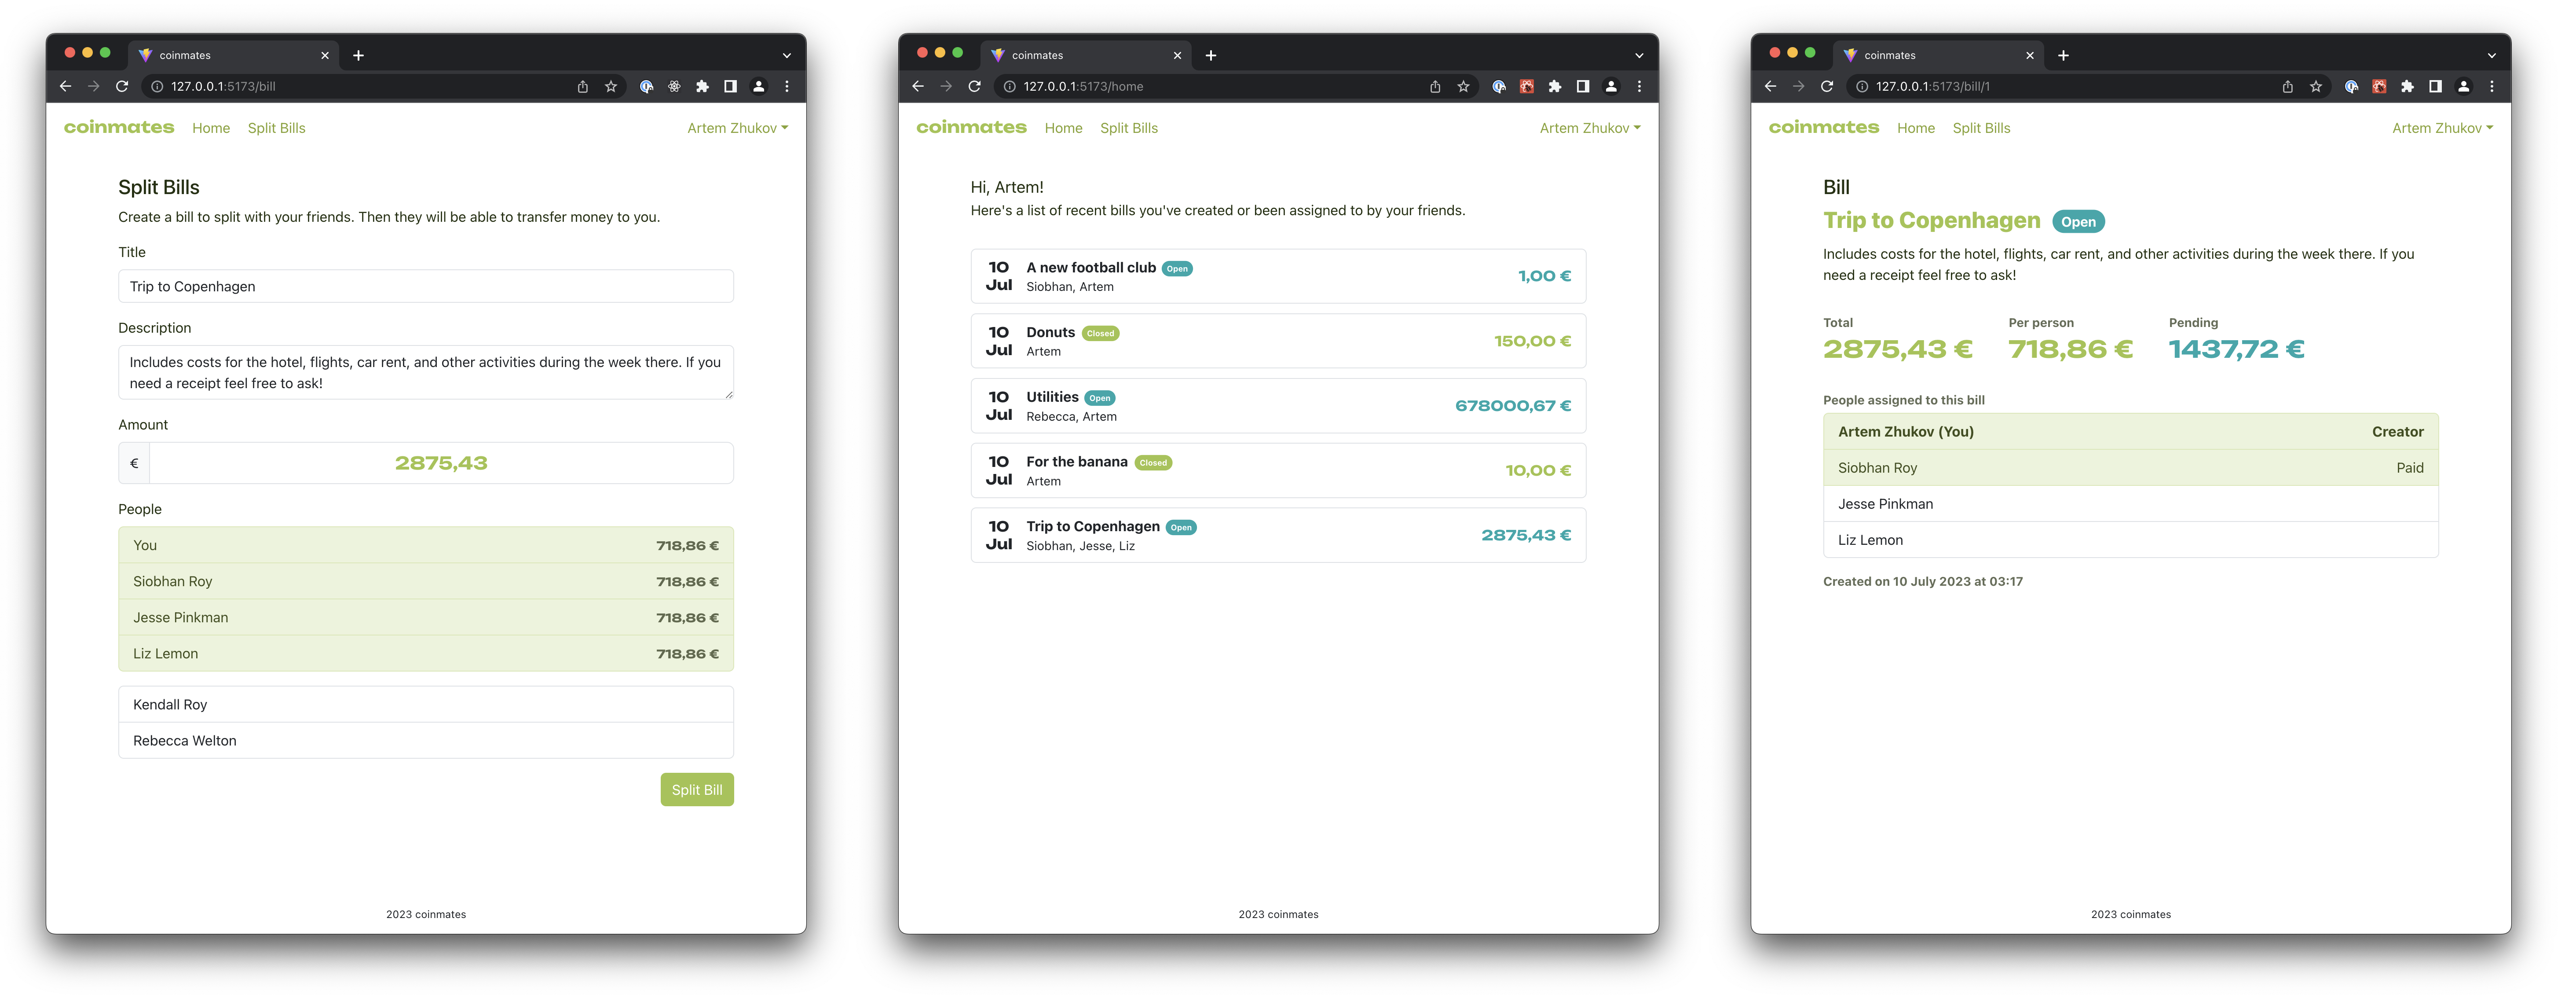 coinmates
127.0.0.1:5173/bill
coinmates Home Split Bills Artem Zhukov
Split Bills
Create a bill to split with your friends. Then they will be able to transfer money to you.
Title
Trip to Copenhagen
Description
Includes costs for the hotel, flights, car rent, and other activities during the week there. If you
need a receipt feel free to ask!
Amount
€ 2875,43
People
You 718,86 €
Siobhan Roy 718,86 €
Jesse Pinkman 718,86 €
Liz Lemon 718,86 €
Kendall Roy
Rebecca Welton
Split Bill
2023 coinmates
coinmates
127.0.0.1:5173/home
coinmates Home Split Bills Artem Zhukov
Hi, Artem!
Here's a list of recent bills you've created or been assigned to by your friends.
10 Jul A new football club Open 1,00 €
Siobhan, Artem
10 Jul Donuts Closed 150,00 €
Artem
10 Jul Utilities Open 678000,67 €
Rebecca, Artem
10 Jul For the banana Closed 10,00 €
Artem
10 Jul Trip to Copenhagen Open 2875,43 €
Siobhan, Jesse, Liz
2023 coinmates
coinmates
127.0.0.1:5173/bill/1
coinmates Home Split Bills Artem Zhukov
Bill
Trip to Copenhagen Open
Includes costs for the hotel, flights, car rent, and other activities during the week there. If you
need a receipt feel free to ask!
Total Per person Pending
2875,43 € 718,86 € 1437,72 €
People assigned to this bill
Artem Zhukov (You) Creator
Siobhan Roy Paid
Jesse Pinkman
Liz Lemon
Created on 10 July 2023 at 03:17
2023 coinmates